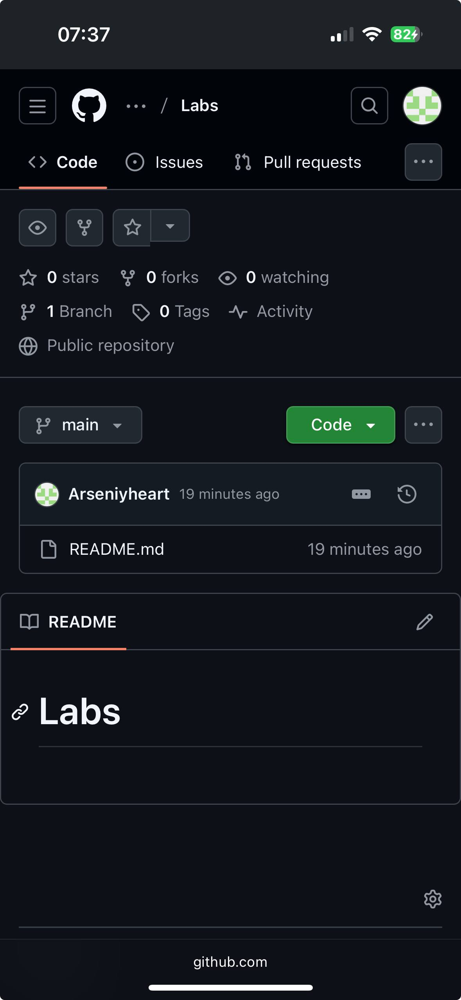 07:37
82
Labs
Code Issues Pull requests
0 stars 0 forks 0 watching
1 Branch 0 Tags Activity
Public repository
main Code
Arseniyheart 19 minutes ago
README.md 19 minutes ago
README
Labs
github.com